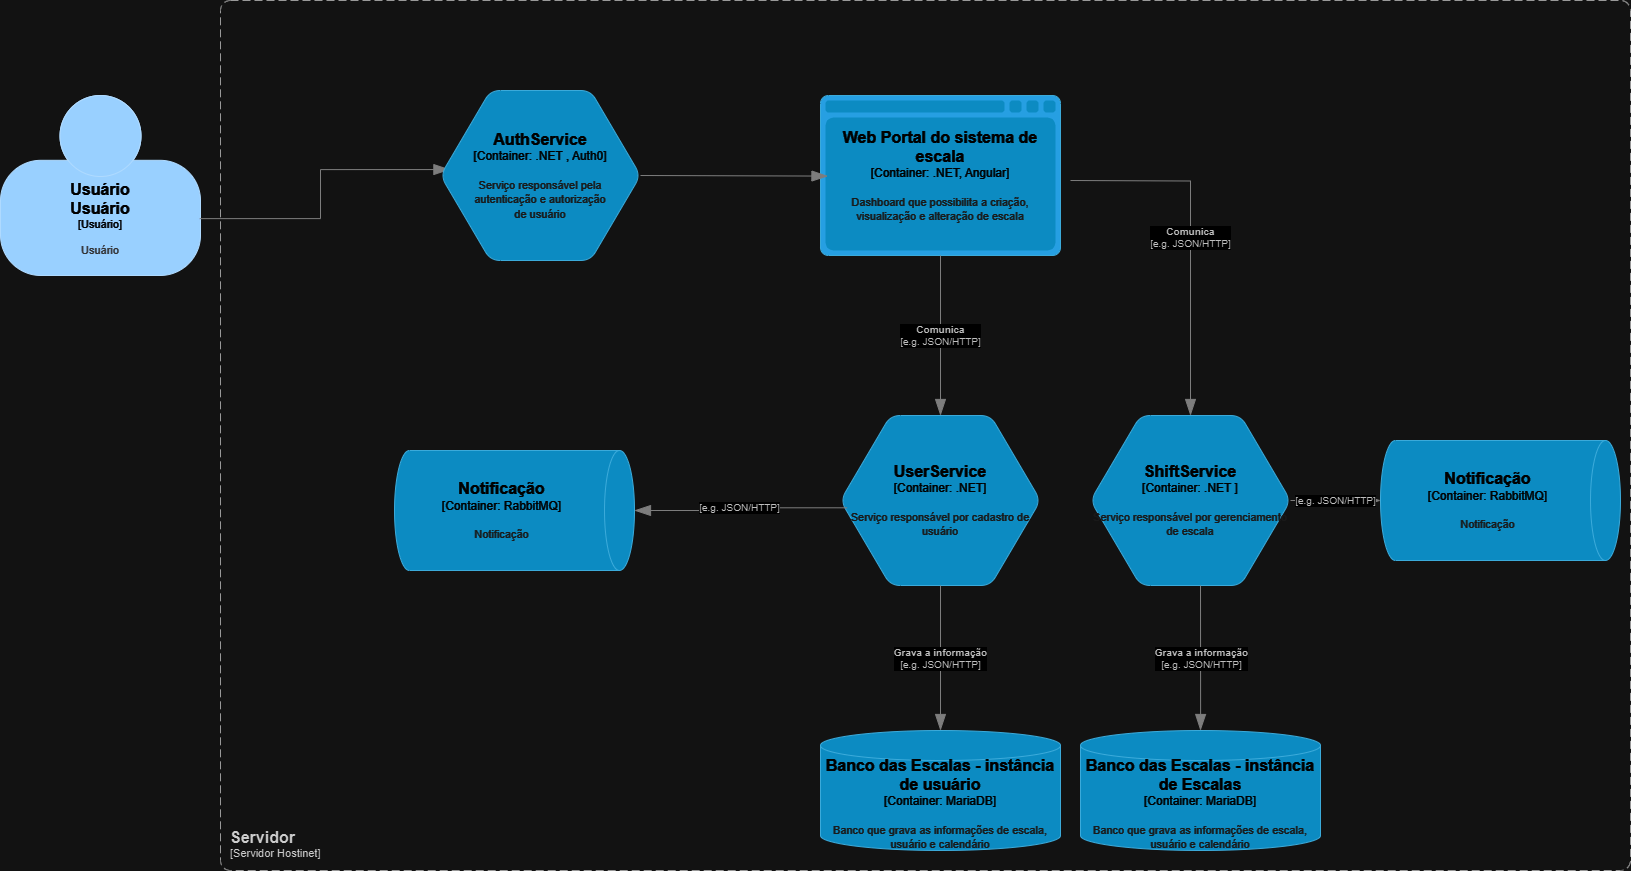 Usuário
Usuário
[Usuário]
Usuário
AuthService
[Container: .NET , Auth0]
Serviço responsável pela
autenticação e autorização
de usuário
Web Portal do sistema de
escala
[Container: .NET, Angular]
Dashboard que possibilita a criação,
visualização e alteração de escala
Comunica
[e.g. JSON/HTTP]
Comunica
[e.g. JSON/HTTP]
Notificação
[Container: RabbitMQ]
Notificação
[e.g. JSON/HTTP]
UserService
[Container: .NET]
Serviço responsável por cadastro de
usuário
ShiftService
[Container: .NET ]
erviço responsável por gerenciament
de escala
[e.g. JSON/HTTP]
Notificação
[Container: RabbitMQ]
Notificação
Grava a informação
[e.g. JSON/HTTP]
Grava a informação
[e.g. JSON/HTTP]
Banco das Escalas - instância
de usuário
[Container: MariaDB]
Banco que grava as informações de escala,
usuário e calendário
Banco das Escalas - instância
de Escalas
[Container: MariaDB]
Banco que grava as informações de escala,
usuário e calendário
Servidor
[Servidor Hostinet]